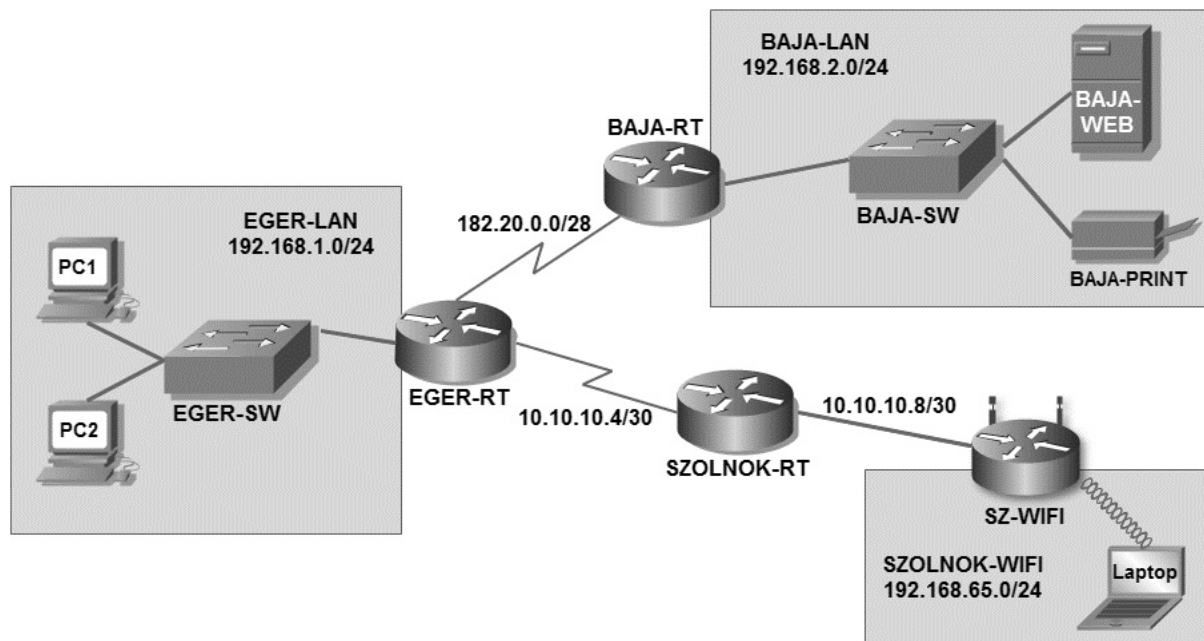 BAJA-LAN
192.168.2.0/24
BAJA-WEB
BAJA-RT
BAJA-SW
BAJA-PRINT
EGER-LAN
192.168.1.0/24
182.20.0.0/28
PC1
EGER-RT
EGER-SW
PC2
10.10.10.4/30
10.10.10.8/30
SZOLNOK-RT
SZ-WIFI
SZOLNOK-WIFI
192.168.65.0/24
Laptop